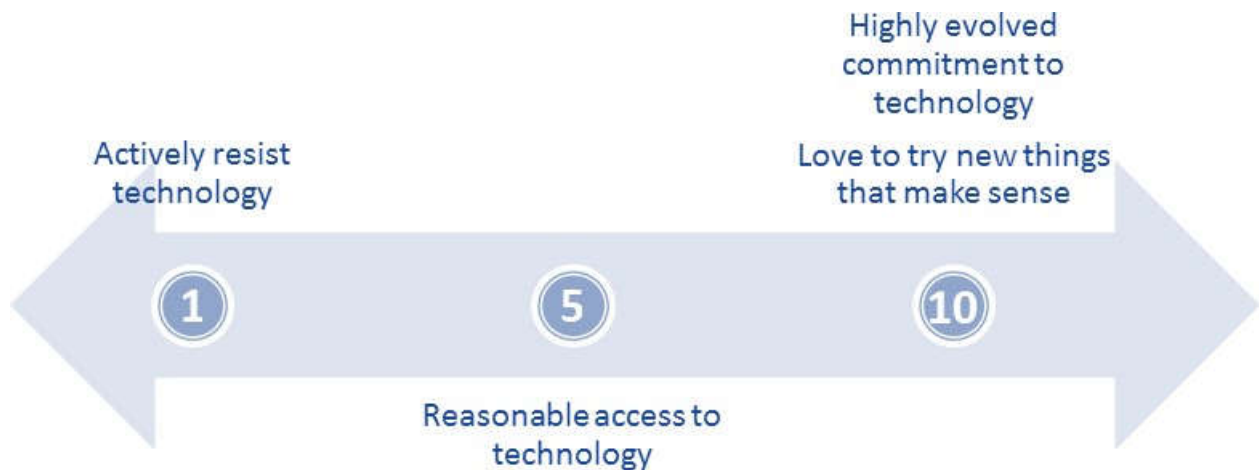 Highly evolved
commitment to
technology
Actively resist
technology
Love to try new things
that make sense
1
5
10
Reasonable access to
technology